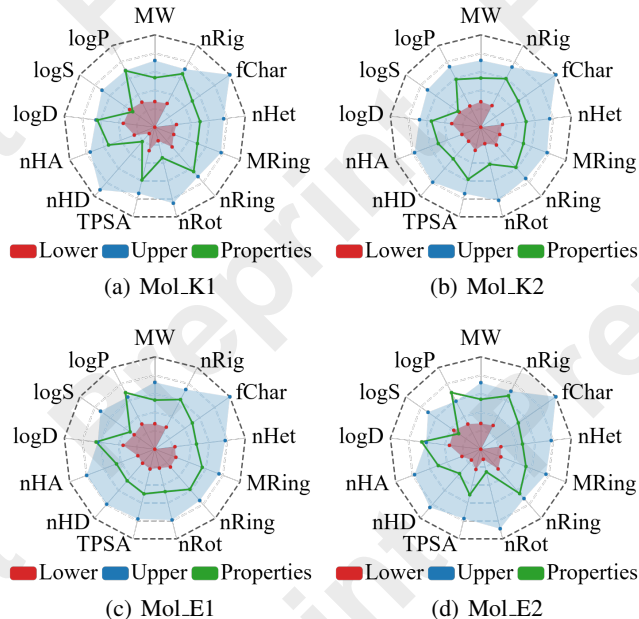 MW
nRig
fChar
nHet
MRing
nRing
nRot
TPSA
nHD
nHA
logD
logS
logP
Lower Upper Properties
(a) Mol_K1
MW
nRig
fChar
nHet
MRing
nRing
nRot
TPSA
nHD
nHA
logD
logS
logP
Lower Upper Properties
(b) Mol_K2
MW
nRig
fChar
nHet
MRing
nRing
nRot
TPSA
nHD
nHA
logD
logS
logP
Lower Upper Properties
(c) Mol_E1
MW
nRig
fChar
nHet
MRing
nRing
nRot
TPSA
nHD
nHA
logD
logS
logP
Lower Upper Properties
(d) Mol_E2
Preprint